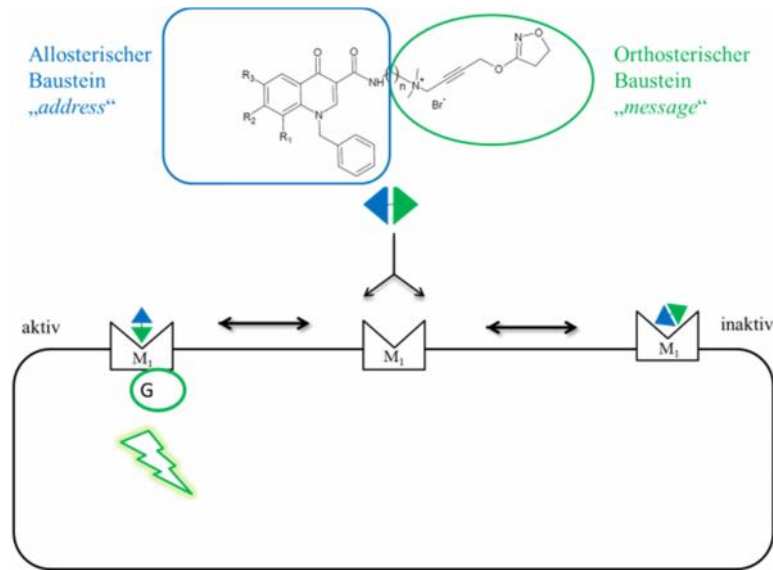 Allosterischer
Baustein
„address“
Orthosterischer
Baustein
„message“
R3
R2
R1
O
O
NH
N
n
N+
Br-
O
N
O
aktiv
inaktiv
M1
M1
M1
G